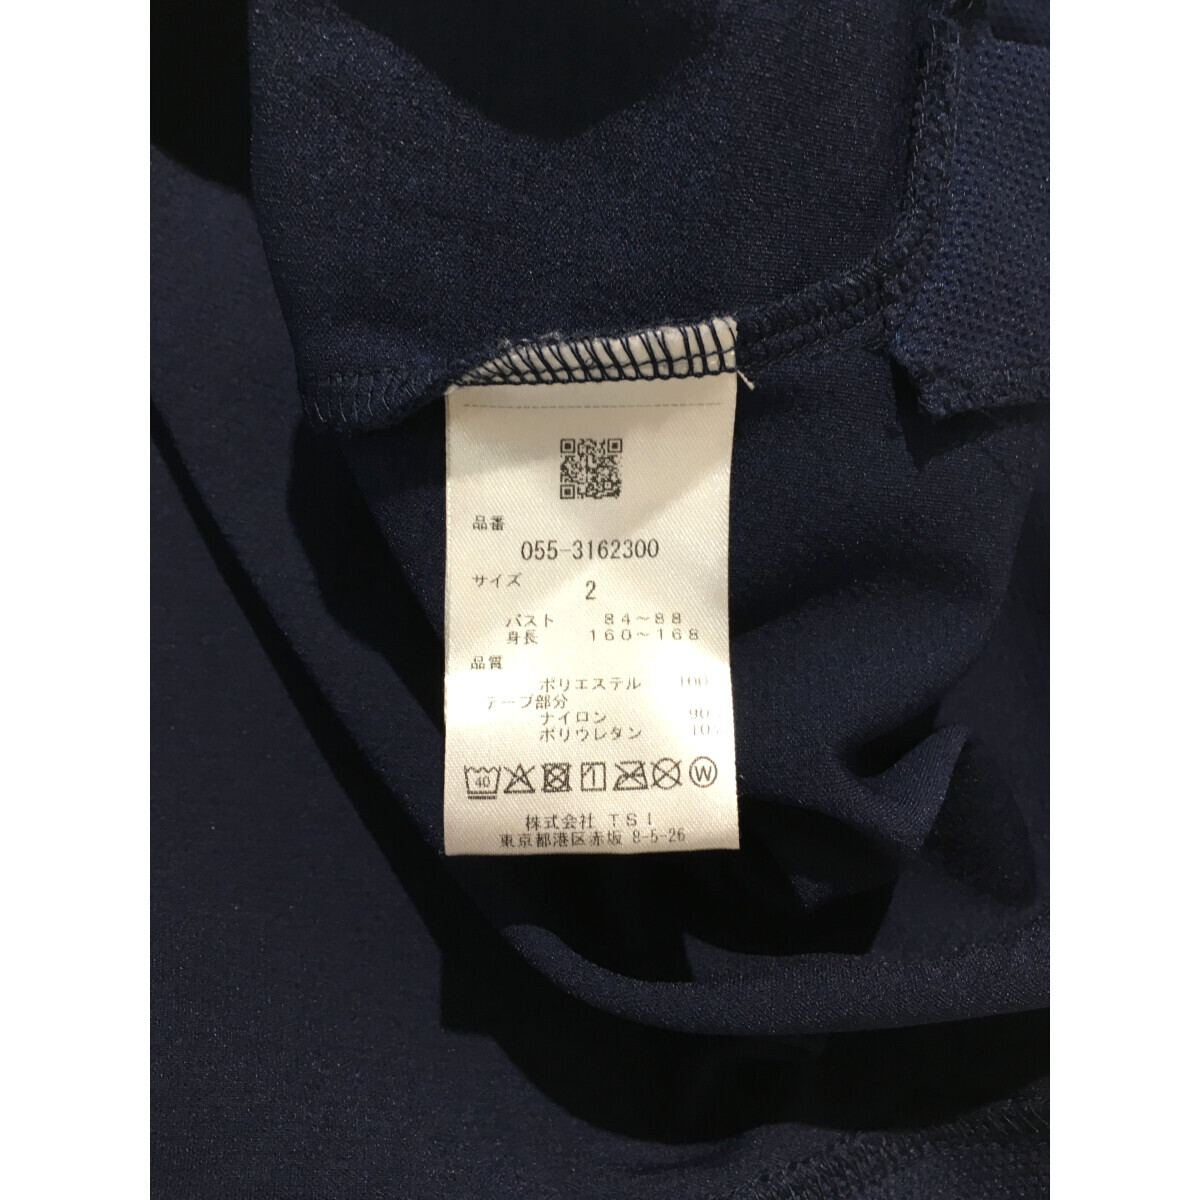 品番
055-3162300
サイズ
2
バスト 84～88
身長 160～168
品質
ポリエステル 100
テープ部分
ナイロン 90
ポリウレタン 10
40 W
株式会社 TSI
東京都港区赤坂 8-5-26